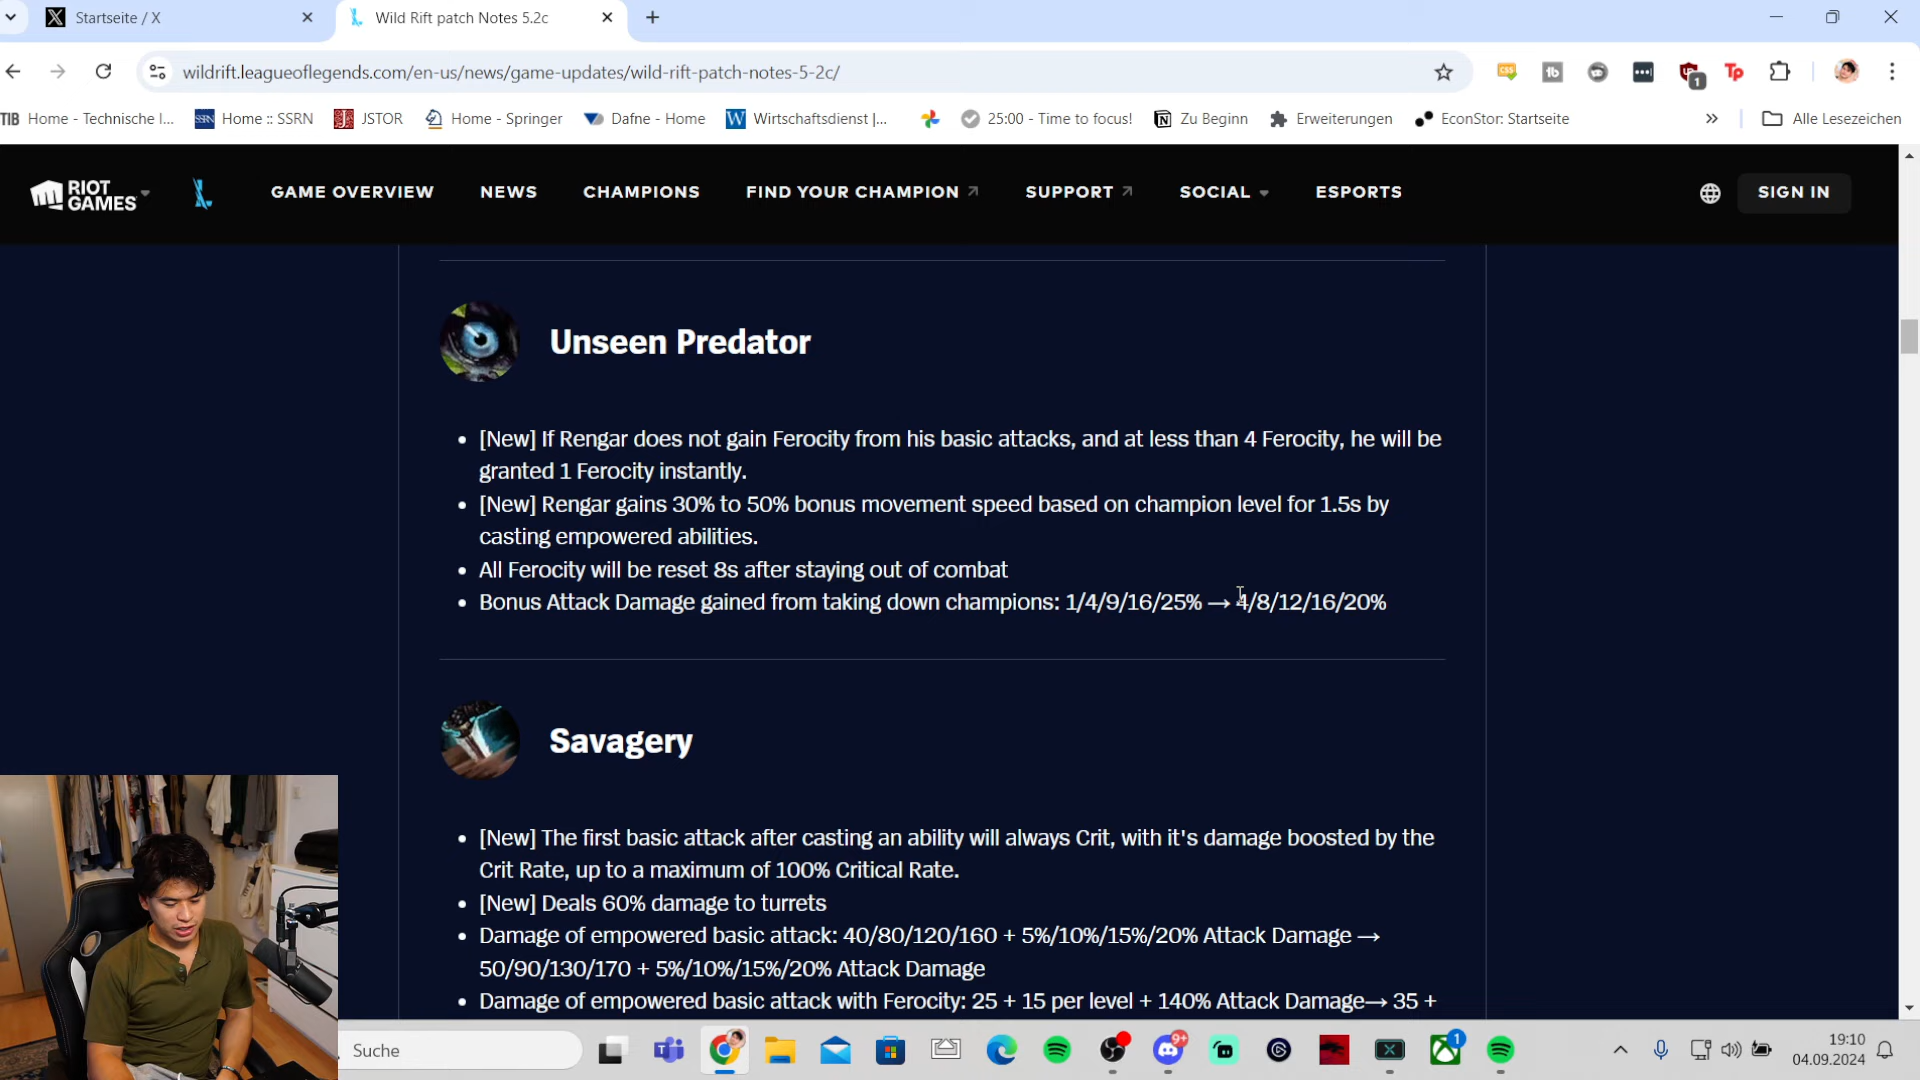 Startseite / X
Wild Rift patch Notes 5.2c
wildrift.leagueoflegends.com/en-us/news/game-updates/wild-rift-patch-notes-5-2c/
TIB Home - Technische I... SSRN Home :: SSRN JSTOR Home - Springer Dafne - Home W Wirtschaftsdienst |... 25:00 - Time to focus! Zu Beginn Erweiterungen EconStor: Startseite » Alle Lesezeichen
RIOT GAMES GAME OVERVIEW NEWS CHAMPIONS FIND YOUR CHAMPION SUPPORT SOCIAL ESPORTS SIGN IN
Unseen Predator
• [New] If Rengar does not gain Ferocity from his basic attacks, and at less than 4 Ferocity, he will be
granted 1 Ferocity instantly.
• [New] Rengar gains 30% to 50% bonus movement speed based on champion level for 1.5s by
casting empowered abilities.
• All Ferocity will be reset 8s after staying out of combat
• Bonus Attack Damage gained from taking down champions: 1/4/9/16/25% → 4/8/12/16/20%
Savagery
• [New] The first basic attack after casting an ability will always Crit, with it's damage boosted by the
Crit Rate, up to a maximum of 100% Critical Rate.
• [New] Deals 60% damage to turrets
• Damage of empowered basic attack: 40/80/120/160 + 5%/10%/15%/20% Attack Damage →
50/90/130/170 + 5%/10%/15%/20% Attack Damage
• Damage of empowered basic attack with Ferocity: 25 + 15 per level + 140% Attack Damage→ 35 +
Suche
9+
1
19:10
04.09.2024